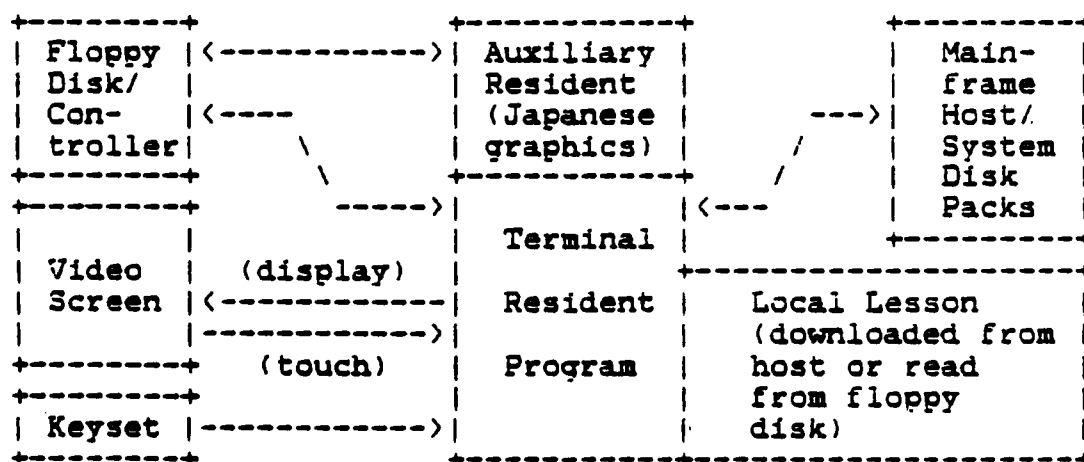 Floppy
Disk/
Con-
troller
Auxiliary
Resident
(Japanese
graphics)
Main-
frame
Host/
System
Disk
Packs
Video
Screen
(display)
(touch)
Terminal
Resident
Program
Local Lesson
(downloaded from
host or read
from floppy
disk)
Keyset